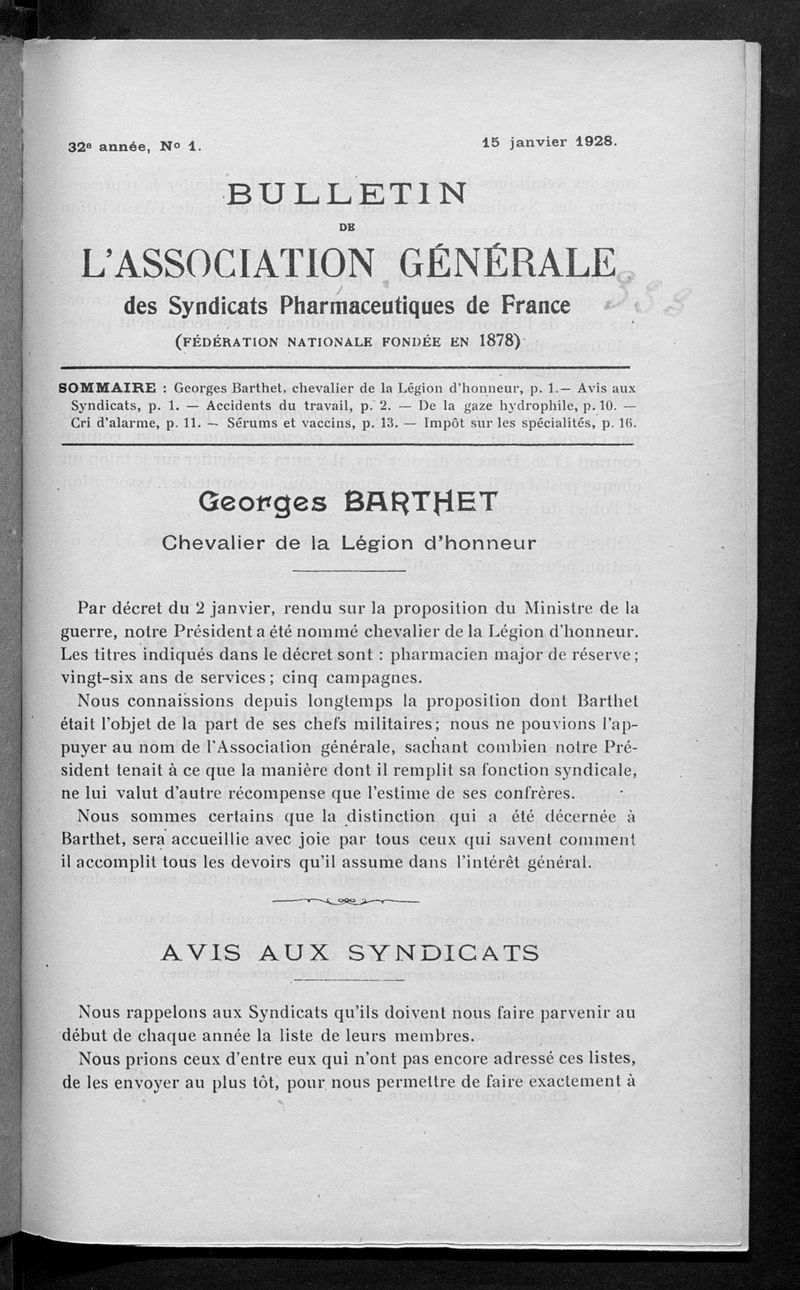 32e année, No 1.
15 janvier 1928.
BULLETIN
DE
L'ASSOCIATION GÉNÉRALE
des Syndicats Pharmaceutiques de France
(FÉDÉRATION NATIONALE FONDÉE EN 1878)
SOMMAIRE : Georges Barthet, chevalier de la Légion d'honneur, p. 1.— Avis aux
Syndicats, p. 1. — Accidents du travail, p. 2. — De la gaze hydrophile, p. 10. —
Cri d'alarme, p. 11. — Sérums et vaccins, p. 13. — Impôt sur les spécialités, p. 16.
Georges BARTHET
Chevalier de la Légion d'honneur
Par décret du 2 janvier, rendu sur la proposition du Ministre de la
guerre, notre Président a été nommé chevalier de la Légion d'honneur.
Les titres indiqués dans le décret sont : pharmacien major de réserve ;
vingt-six ans de services ; cinq campagnes.
Nous connaissions depuis longtemps la proposition dont Barthet
était l'objet de la part de ses chefs militaires; nous ne pouvions l'ap-
puyer au nom de l'Association générale, sachant combien notre Pré-
sident tenait à ce que la manière dont il remplit sa fonction syndicale,
ne lui valut d'autre récompense que l'estime de ses confrères.
Nous sommes certains que la distinction qui a été décernée à
Barthet, sera accueillie avec joie par tous ceux qui savent comment
il accomplit tous les devoirs qu'il assume dans l'intérêt général.
AVIS AUX SYNDICATS
Nous rappelons aux Syndicats qu'ils doivent nous faire parvenir au
début de chaque année la liste de leurs membres.
Nous prions ceux d'entre eux qui n'ont pas encore adressé ces listes,
de les envoyer au plus tôt, pour nous permettre de faire exactement à